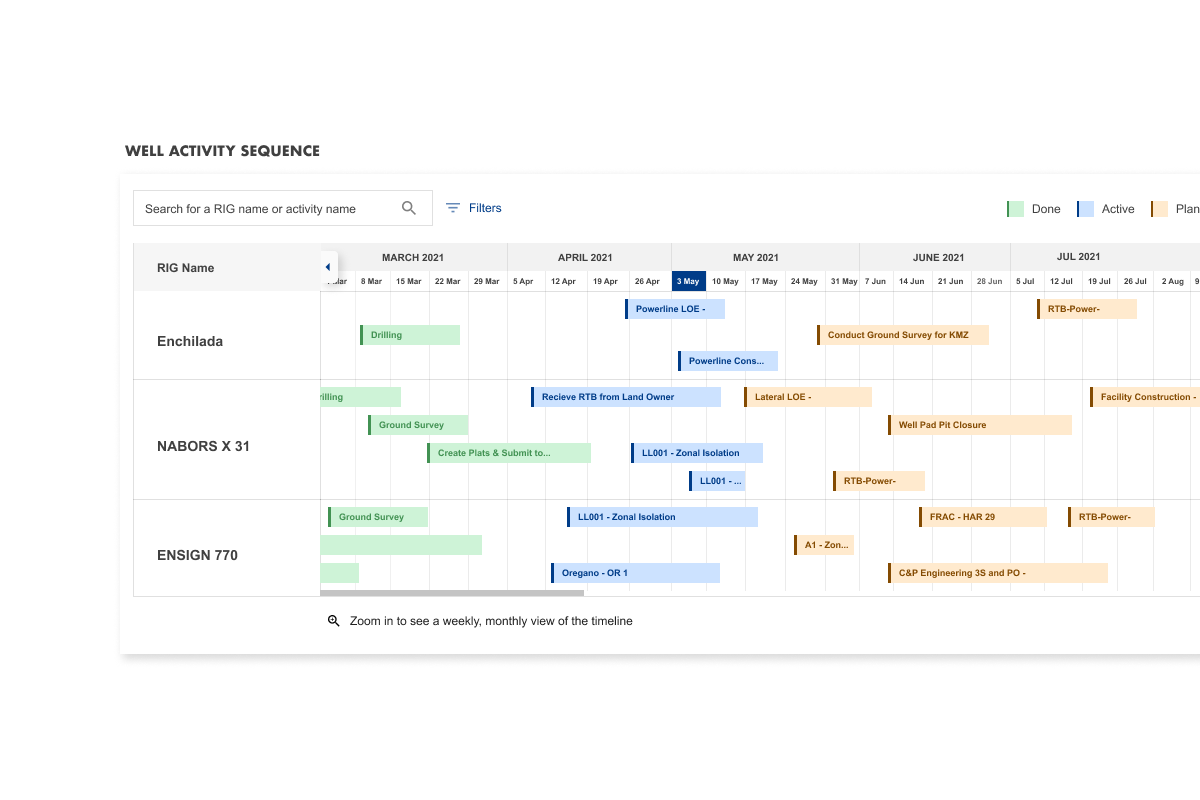 WELL ACTIVITY SEQUENCE
Search for a RIG name or activity name
Filters
Done
Active
Plan
RIG Name
MARCH 2021
APRIL 2021
MAY 2021
JUNE 2021
JUL 2021
Mar
8 Mar
15 Mar
22 Mar
29 Mar
5 Apr
12 Apr
19 Apr
26 Apr
3 May
10 May
17 May
24 May
31 May
7 Jun
14 Jun
21 Jun
28 Jun
5 Jul
12 Jul
19 Jul
26 Jul
2 Aug
9
Enchilada
Powerline LOE -
RTB-Power-
Drilling
Conduct Ground Survey for KMZ
Powerline Cons...
NABORS X 31
rilling
Recieve RTB from Land Owner
Lateral LOE -
Facility Construction -
Ground Survey
Well Pad Pit Closure
Create Plats & Submit to...
LL001 - Zonal Isolation
LL001 - ...
RTB-Power-
ENSIGN 770
Ground Survey
LL001 - Zonal Isolation
FRAC - HAR 29
RTB-Power-
A1 - Zon...
Oregano - OR 1
C&P Engineering 3S and PO -
Zoom in to see a weekly, monthly view of the timeline